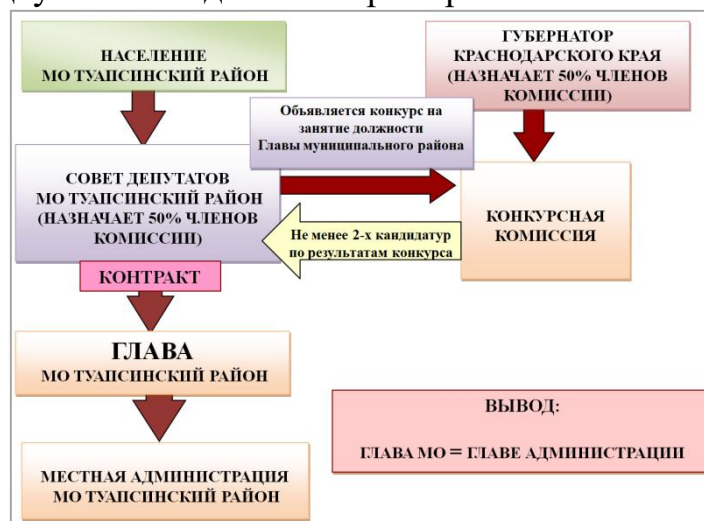 НАСЕЛЕНИЕ
МО ТУАПСИНСКИЙ РАЙОН
ГУБЕРНАТОР
КРАСНОДАРСКОГО КРАЯ
(НАЗНАЧАЕТ 50% ЧЛЕНОВ
КОМИССИИ)
Объявляется конкурс на
занятие должности
Главы муниципального района
СОВЕТ ДЕПУТАТОВ
МО ТУАПСИНСКИЙ РАЙОН
(НАЗНАЧАЕТ 50% ЧЛЕНОВ
КОМИССИИ)
КОНКУРСНАЯ
КОМИССИЯ
Не менее 2-х кандидатур
по результатам конкурса
КОНТРАКТ
ГЛАВА
МО ТУАПСИНСКИЙ РАЙОН
ВЫВОД:
ГЛАВА МО = ГЛАВЕ АДМИНИСТРАЦИИ
МЕСТНАЯ АДМИНИСТРАЦИЯ
МО ТУАПСИНСКИЙ РАЙОН